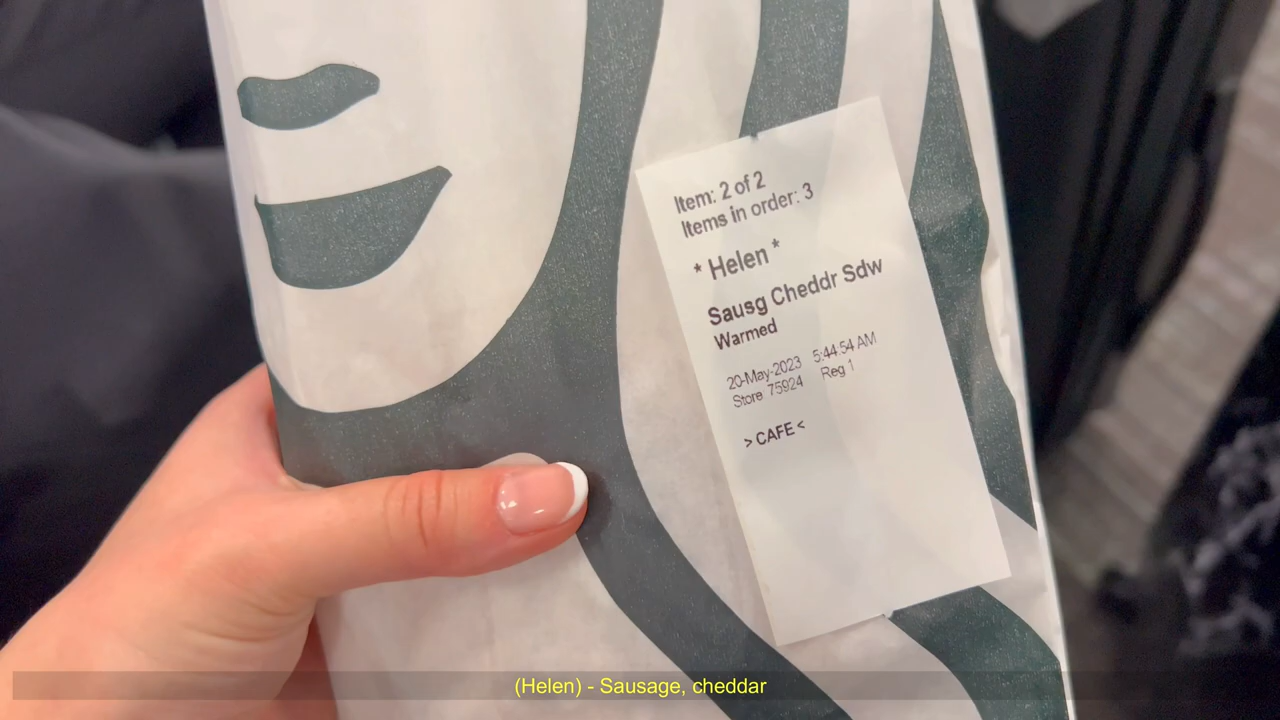 Item: 2 of 2
Items in order: 3
* Helen *
Sausg Cheddr Sdw
Warmed
20-May-2023 5:44:54 AM
Store 75924 Reg 1
> CAFE <
(Helen) - Sausage, cheddar